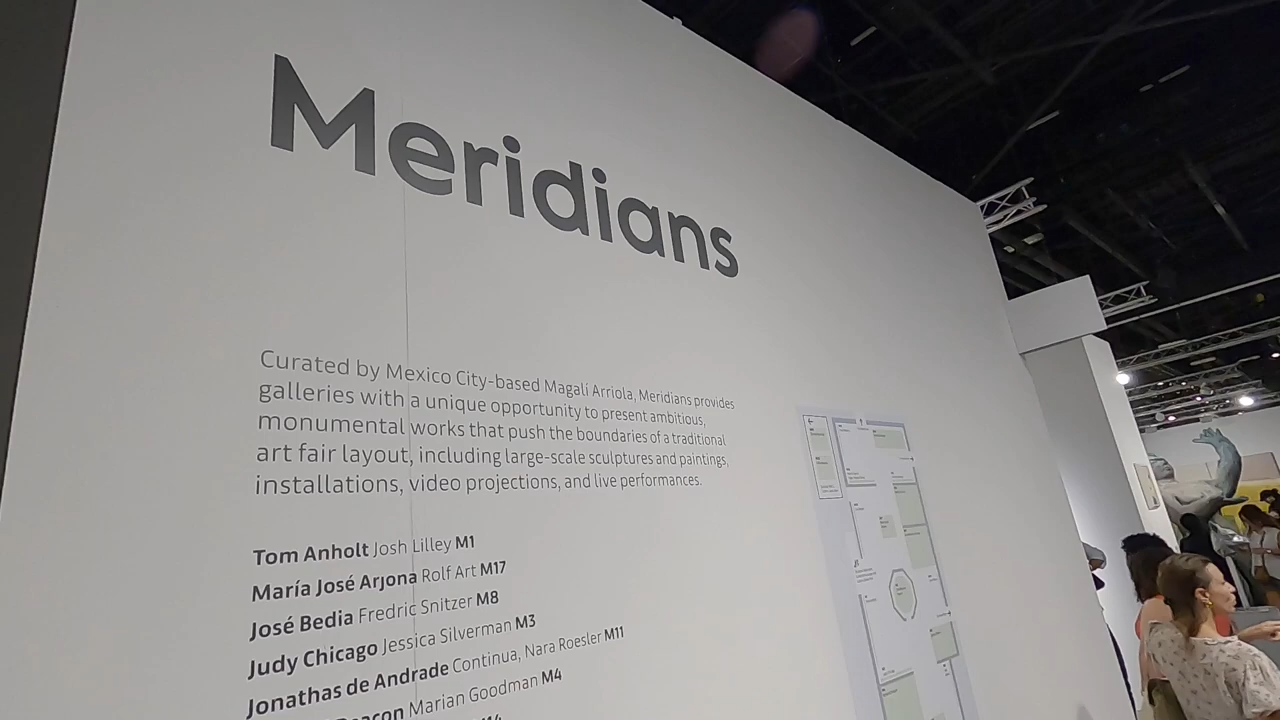 Meridians
Curated by Mexico City-based Magalí Arriola, Meridians provides
galleries with a unique opportunity to present ambitious,
monumental works that push the boundaries of a traditional
art fair layout, including large-scale sculptures and paintings,
installations, video projections, and live performances.
Tom Anholt Josh Lilley M1
María José Arjona Rolf Art M17
José Bedia Fredric Snitzer M8
Judy Chicago Jessica Silverman M3
Jonathas de Andrade Continua, Nara Roesler M11
Marian Goodman M4